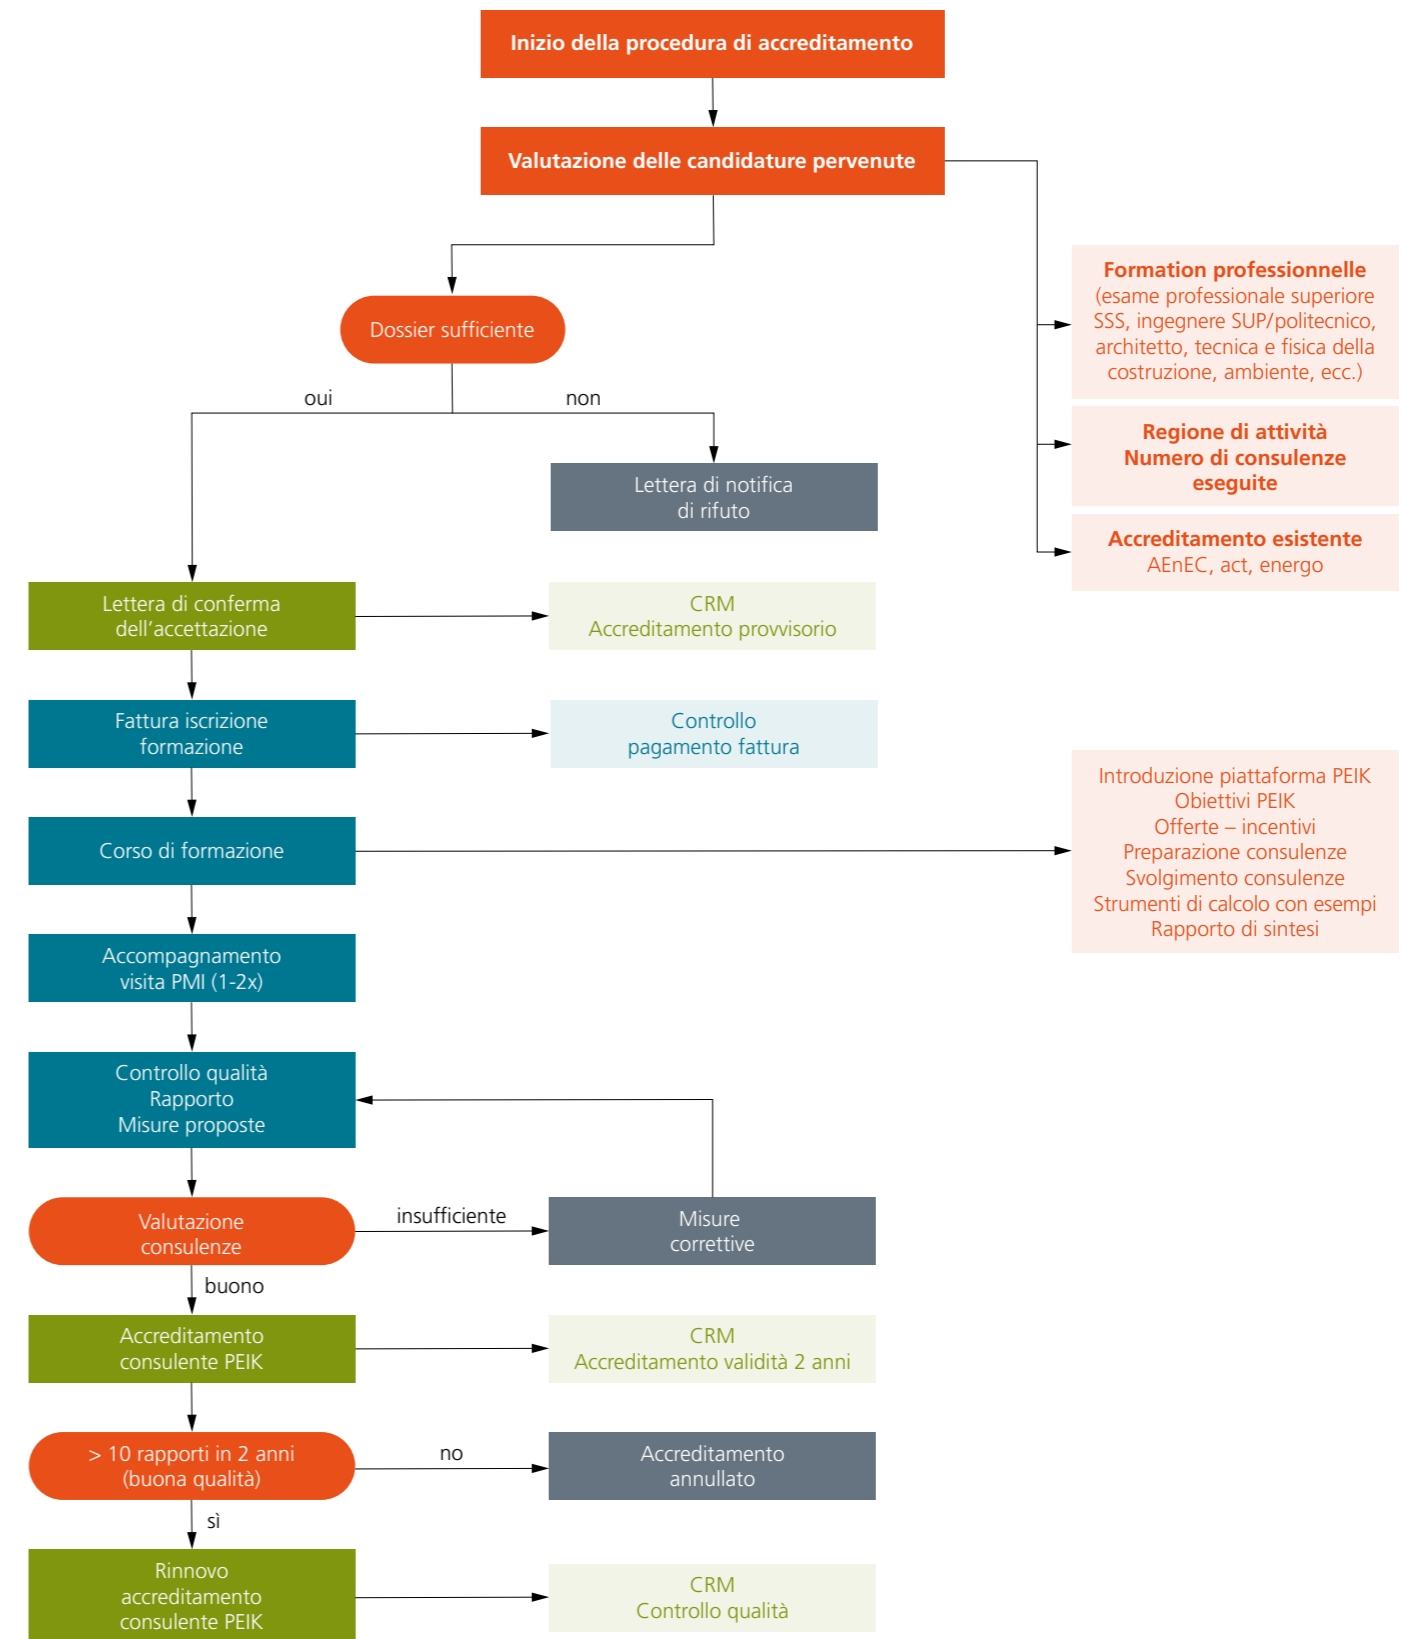 Inizio della procedura di accreditamento
Valutazione delle candidature pervenute
Formation professionnelle
(esame professionale superiore
SSS, ingegnere SUP/politecnico,
architetto, tecnica e fisica della
costruzione, ambiente, ecc.)
Regione di attività
Numero di consulenze
eseguite
Accreditamento esistente
AEnEC, act, energo
Dossier sufficiente
oui
non
Lettera di notifica
di rifuto
Lettera di conferma
dell’accettazione
CRM
Accreditamento provvisorio
Fattura iscrizione
formazione
Controllo
pagamento fattura
Corso di formazione
Introduzione piattaforma PEIK
Obiettivi PEIK
Offerte – incentivi
Preparazione consulenze
Svolgimento consulenze
Strumenti di calcolo con esempi
Rapporto di sintesi
Accompagnamento
visita PMI (1-2x)
Controllo qualità
Rapporto
Misure proposte
Valutazione
consulenze
insufficiente
Misure
correttive
buono
Accreditamento
consulente PEIK
CRM
Accreditamento validità 2 anni
> 10 rapporti in 2 anni
(buona qualità)
no
Accreditamento
annullato
sì
Rinnovo
accreditamento
consulente PEIK
CRM
Controllo qualità